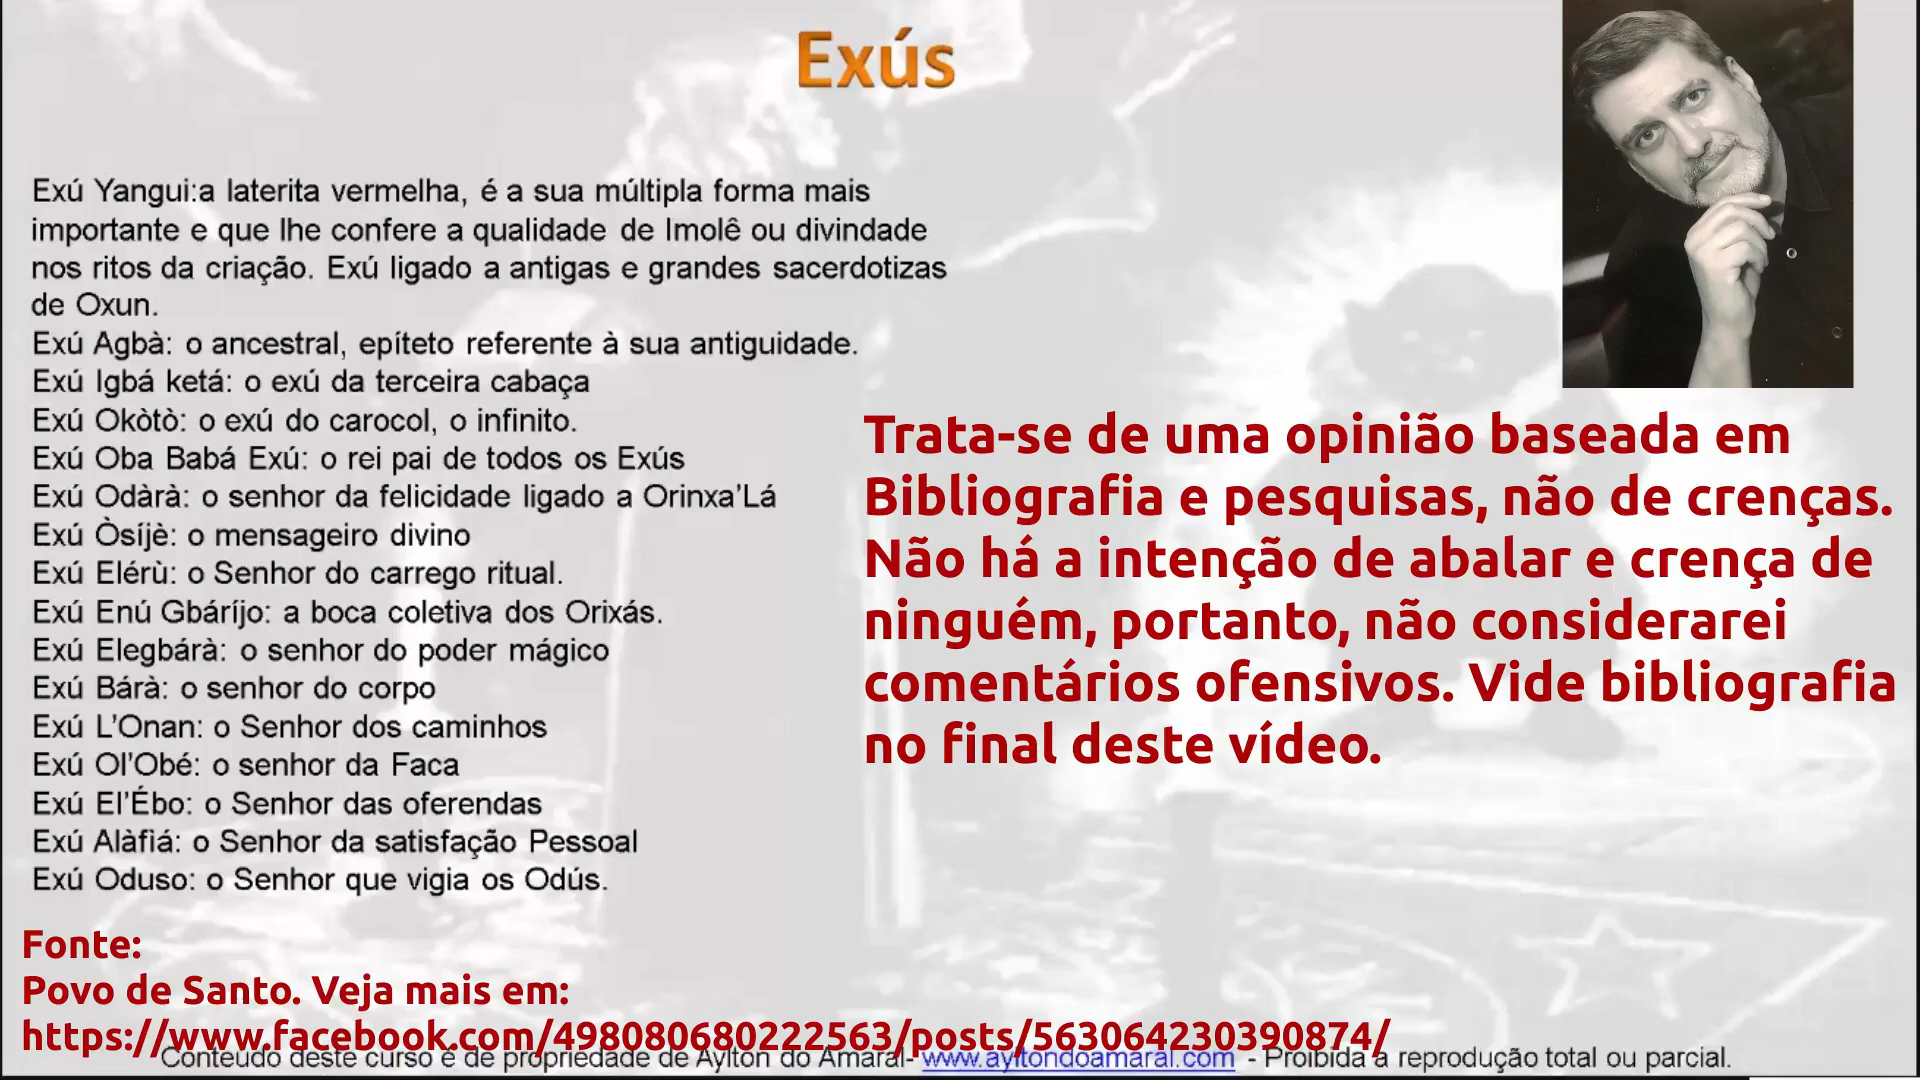 Exús
Exú Yangui:a laterita vermelha, é a sua múltipla forma mais
importante e que lhe confere a qualidade de Imolê ou divindade
nos ritos da criação. Exú ligado a antigas e grandes sacerdotizas
de Oxun.
Exú Agbà: o ancestral, epíteto referente à sua antiguidade.
Exú Igbá ketá: o exú da terceira cabaça
Exú Okòtò: o exú do carocol, o infinito.
Exú Oba Babá Exú: o rei pai de todos os Exús
Exú Odàrà: o senhor da felicidade ligado a Orinxa’Lá
Exú Òsíjè: o mensageiro divino
Exú Elérù: o Senhor do carrego ritual.
Exú Enú Gbáríjo: a boca coletiva dos Orixás.
Exú Elegbárà: o senhor do poder mágico
Exú Bárà: o senhor do corpo
Exú L’Onan: o Senhor dos caminhos
Exú Ol’Obé: o senhor da Faca
Exú El’Ébo: o Senhor das oferendas
Exú Alàfiá: o Senhor da satisfação Pessoal
Exú Oduso: o Senhor que vigia os Odús.
Trata-se de uma opinião baseada em
Bibliografia e pesquisas, não de crenças.
Não há a intenção de abalar e crença de
ninguém, portanto, não considerarei
comentários ofensivos. Vide bibliografia
no final deste vídeo.
Fonte:
Povo de Santo. Veja mais em:
https://www.facebook.com/498080680222563/posts/563064230390874/
Conteúdo deste curso é de propriedade de Aylton do Amaral- www.ayltondoamaral.com - Proibida a reprodução total ou parcial.